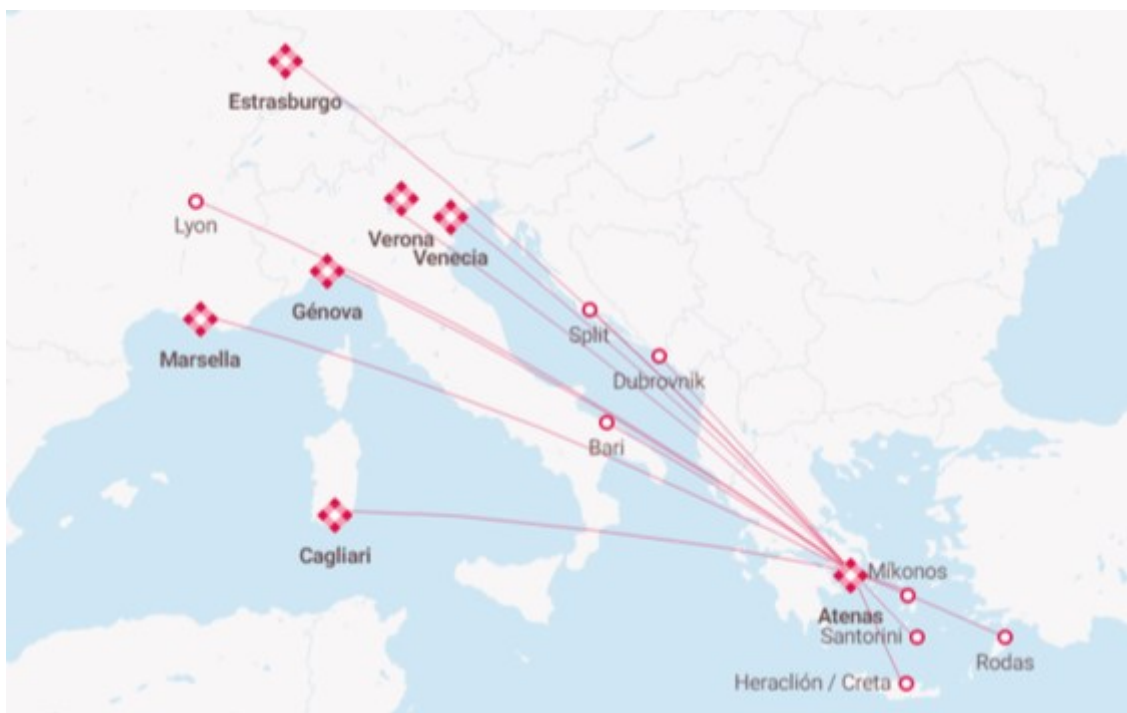 Estrasburgo
Lyon
Verona
Venecia
Génova
Split
Marsella
Dubrovnik
Bari
Cagliari
Míkonos
Atenas
Santorini
Rodas
Heraclión / Creta